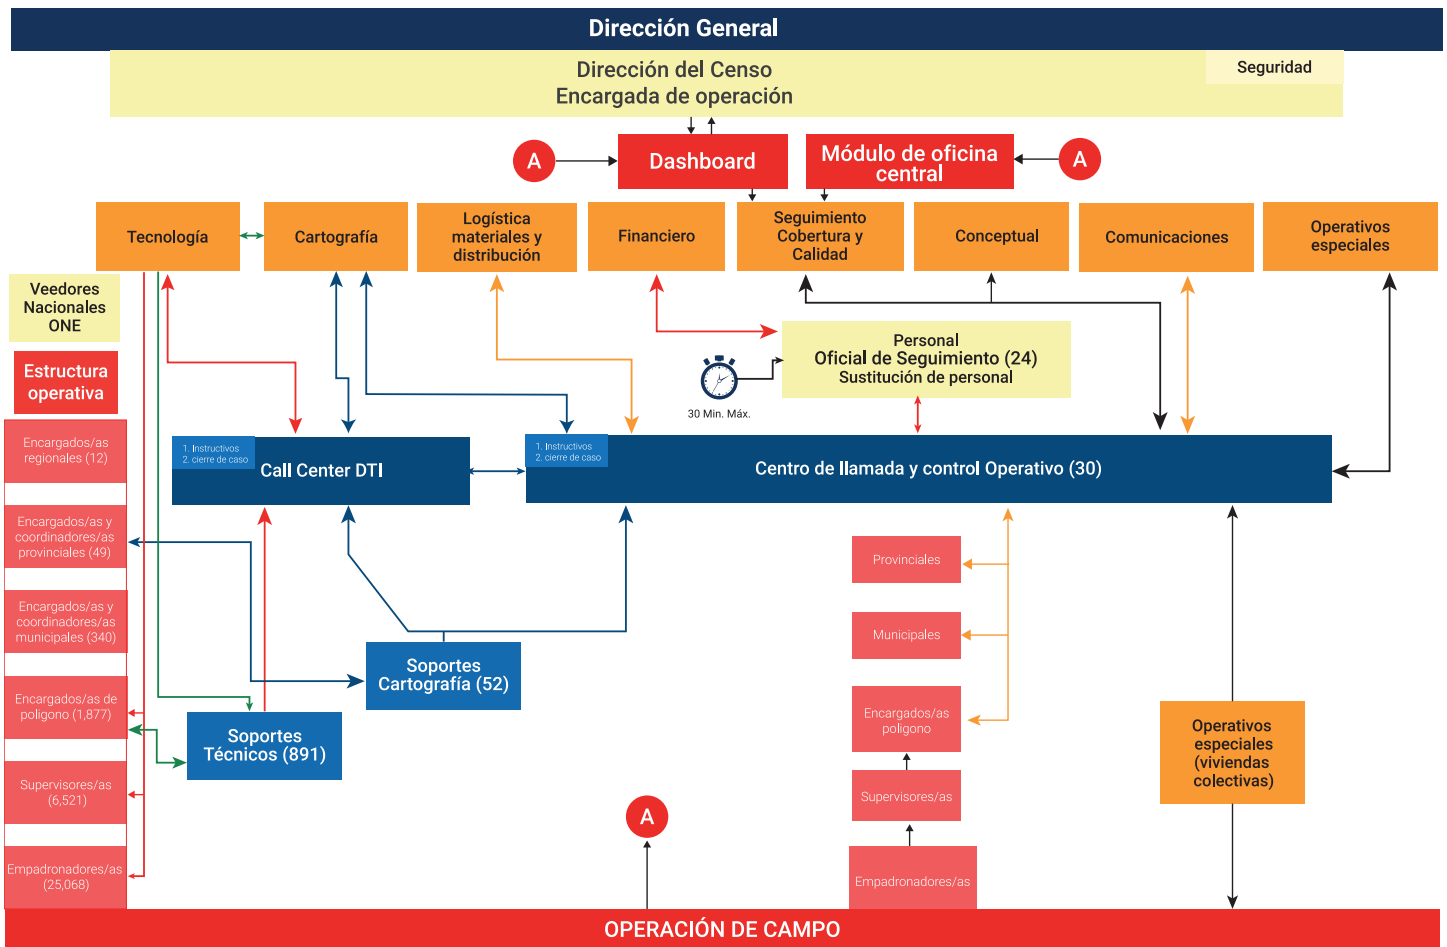 Dirección General
Dirección del Censo
Encargada de operación
Seguridad
A
Dashboard
Módulo de oficina
central
A
Tecnología
Cartografía
Logística
materiales y
distribución
Financiero
Seguimiento
Cobertura y
Calidad
Conceptual
Comunicaciones
Operativos
especiales
Veedores
Nacionales
ONE
Estructura
operativa
Personal
Oficial de Seguimiento (24)
Sustitución de personal
30 Min. Máx.
Encargados/as
regionales (12)
Encargados/as y
coordinadores/as
provinciales (49)
Encargados/as y
coordinadores/as
municipales (340)
Encargados/as de
poligono (1,877)
Supervisores/as
(6,521)
Empadronadores/as
(25,068)
1. Instructivos
2. cierre de caso
Call Center DTI
1. Instructivos
2. cierre de caso
Centro de llamada y control Operativo (30)
Soportes
Cartografía (52)
Soportes
Técnicos (891)
Provinciales
Municipales
Encargados/as
poligono
Supervisores/as
Empadronadores/as
Operativos
especiales
(viviendas
colectivas)
A
OPERACIÓN DE CAMPO